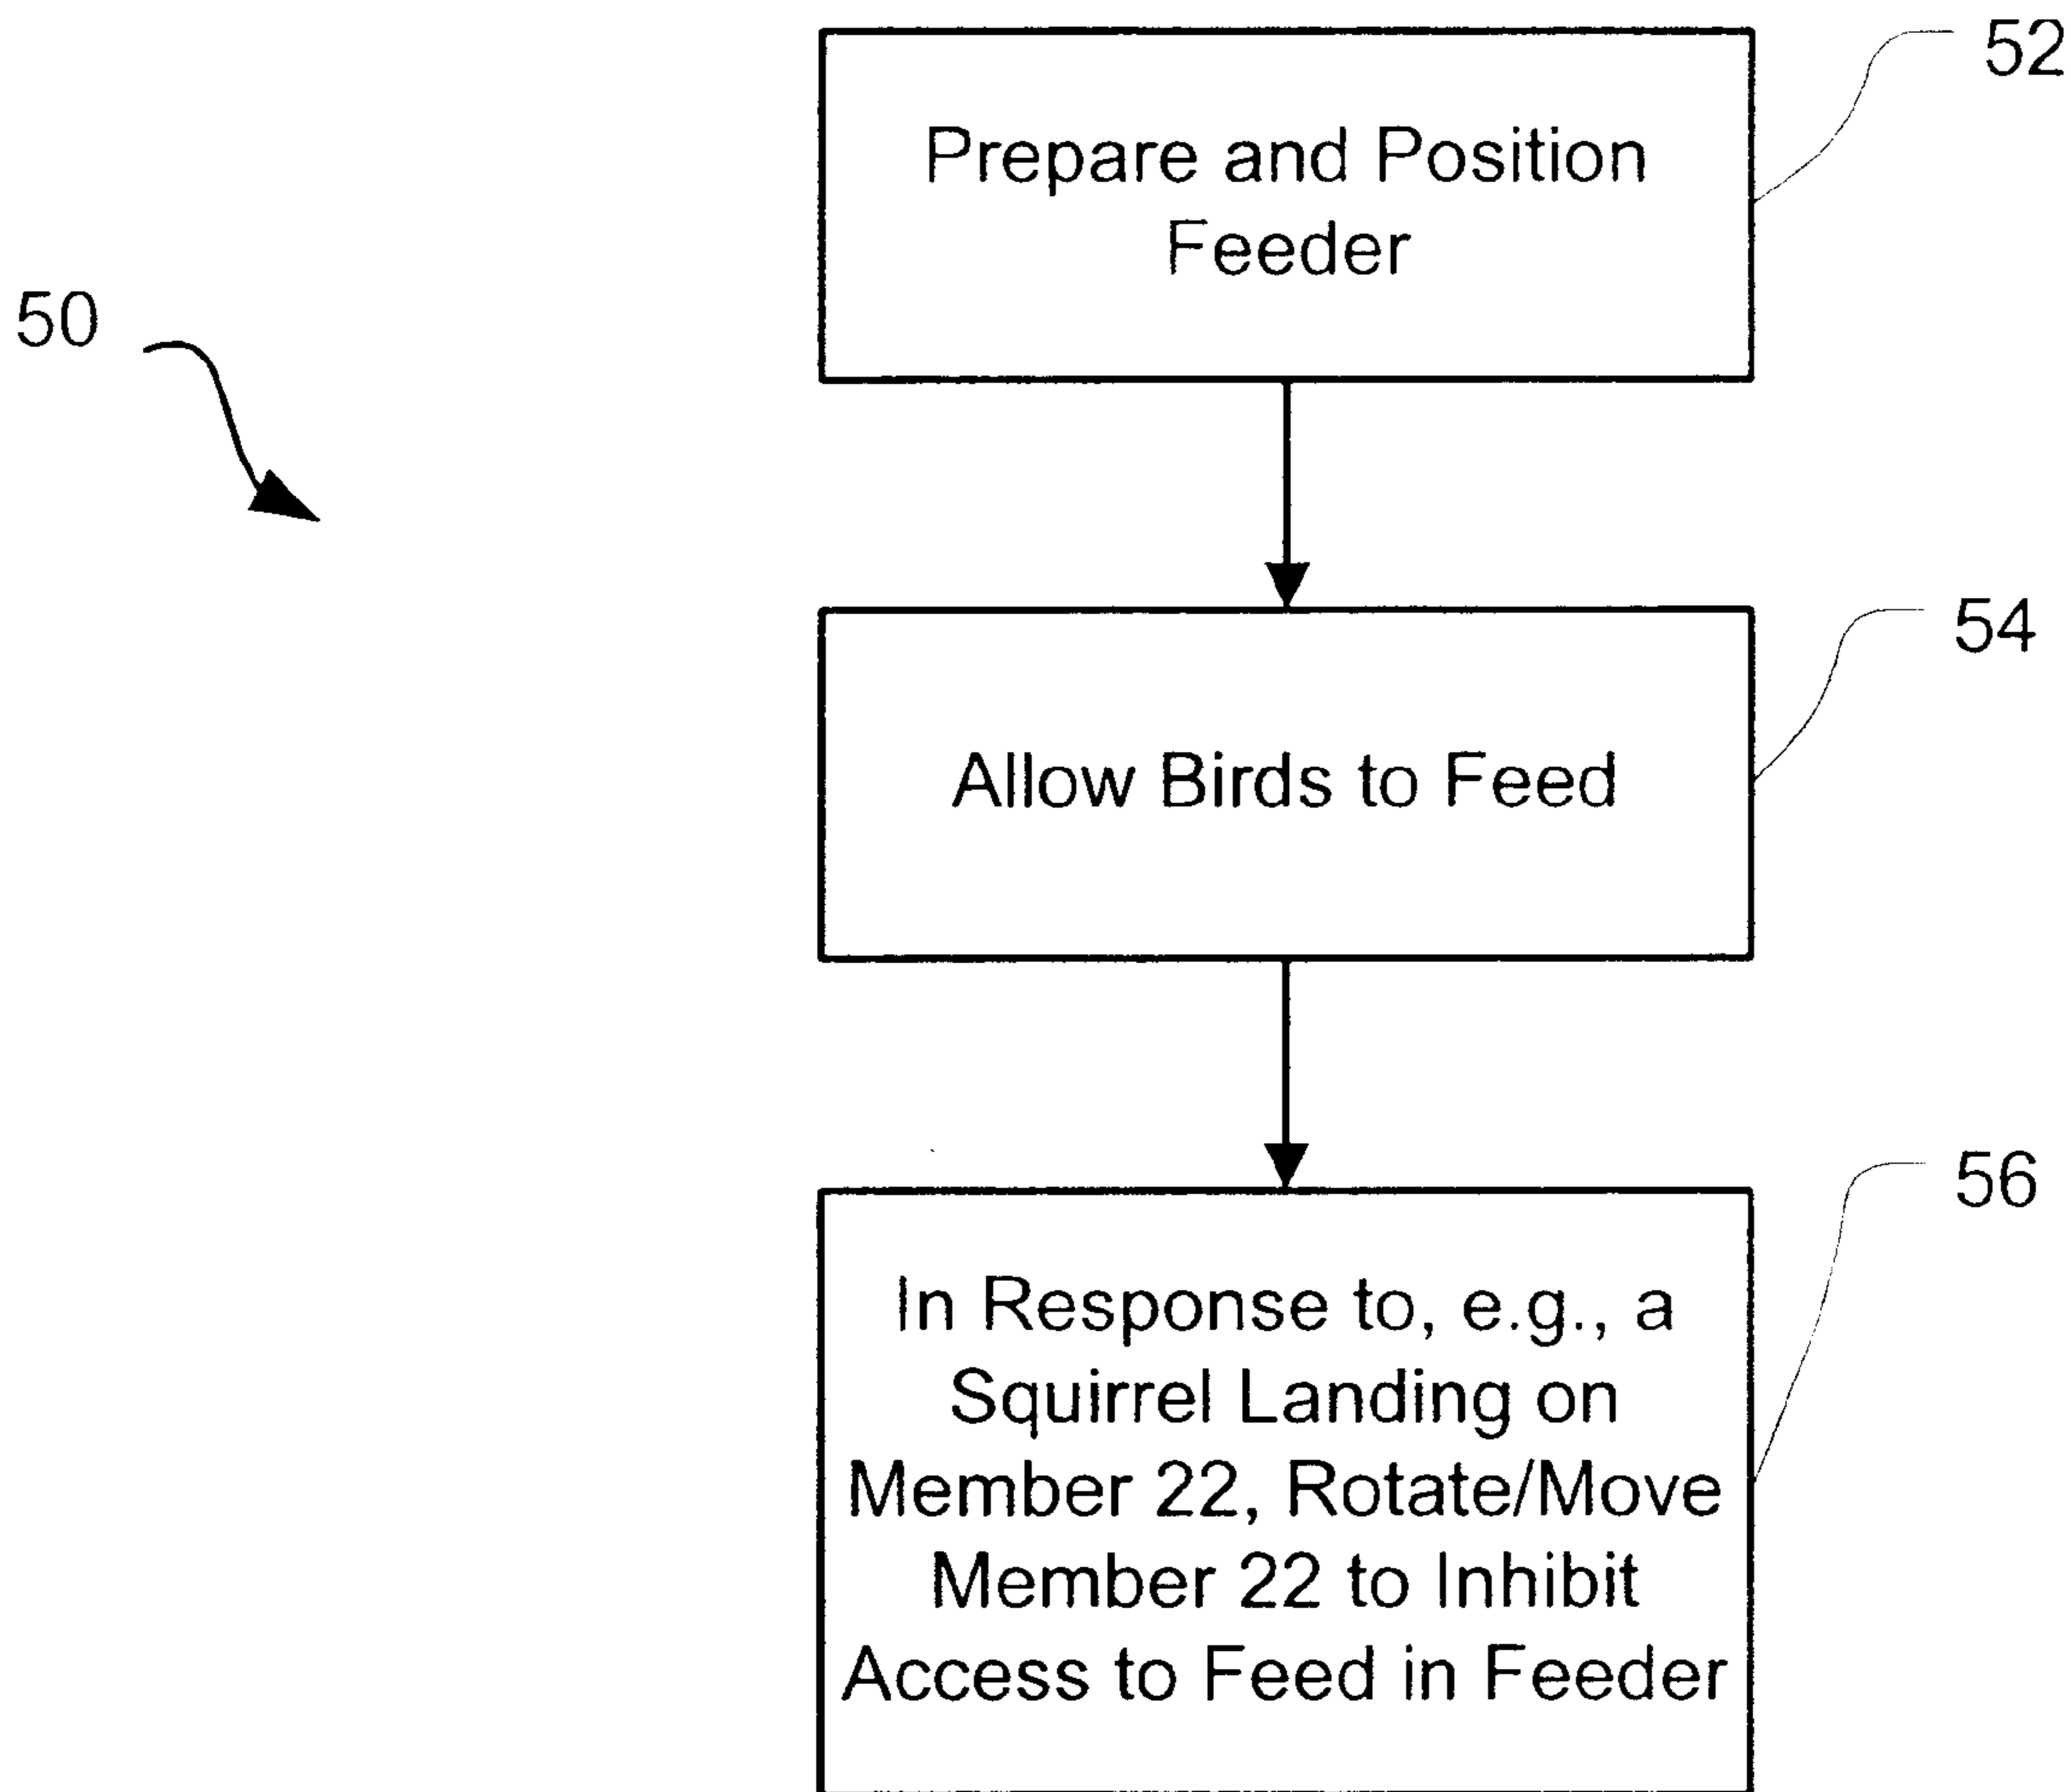 52
Prepare and Position
Feeder
50
54
Allow Birds to Feed
56
In Response to, e.g., a
Squirrel Landing on
Member 22, Rotate/Move
Member 22 to Inhibit
Access to Feed in Feeder